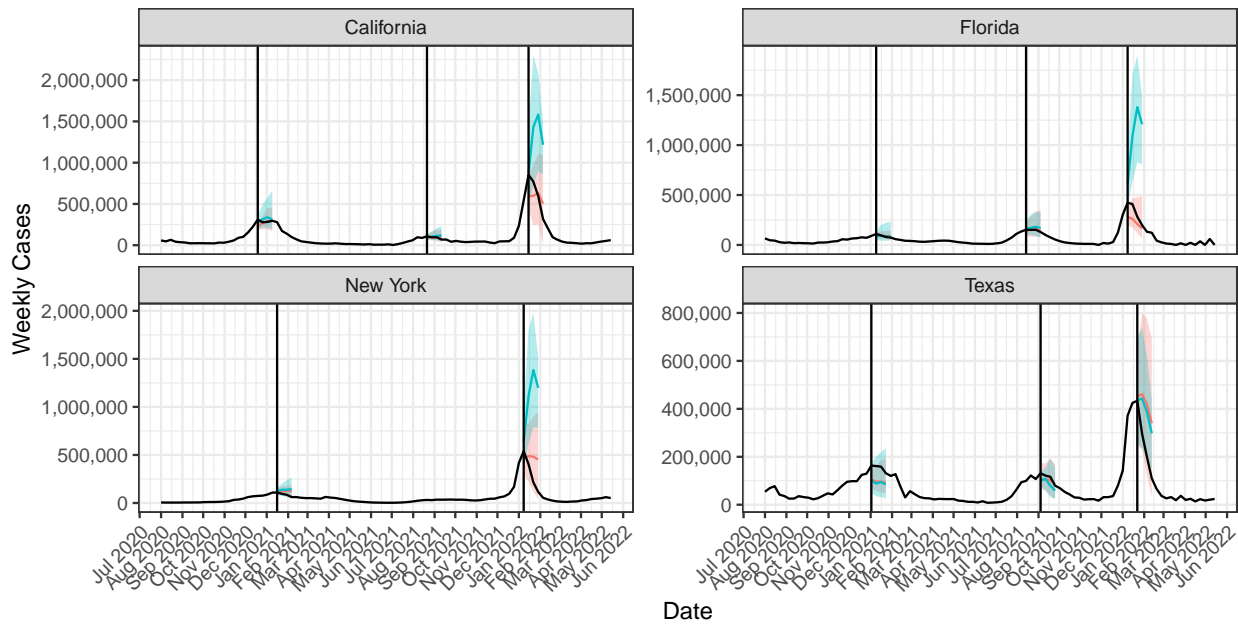 California
2,000,000
1,500,000
1,000,000
500,000
0
Florida
1,500,000
1,000,000
500,000
0
Weekly Cases
New York
2,000,000
1,500,000
1,000,000
500,000
0
Texas
800,000
600,000
400,000
200,000
0
Jul 2020
Aug 2020
Sep 2020
Oct 2020
Nov 2020
Dec 2020
Jan 2021
Feb 2021
Mar 2021
Apr 2021
May 2021
Jun 2021
Jul 2021
Aug 2021
Sep 2021
Oct 2021
Nov 2021
Dec 2021
Jan 2022
Feb 2022
Mar 2022
Apr 2022
May 2022
Jun 2022
Jul 2020
Aug 2020
Sep 2020
Oct 2020
Nov 2020
Dec 2020
Jan 2021
Feb 2021
Mar 2021
Apr 2021
May 2021
Jun 2021
Jul 2021
Aug 2021
Sep 2021
Oct 2021
Nov 2021
Dec 2021
Jan 2022
Feb 2022
Mar 2022
Apr 2022
May 2022
Jun 2022
Date